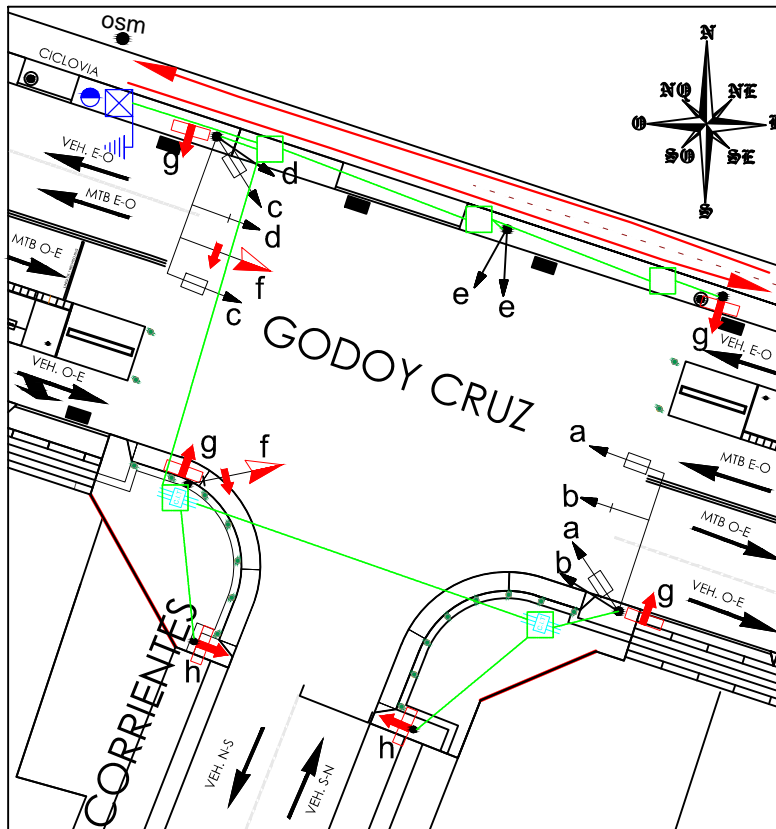 osm
CICLOVIA
N
NO
NE
O
E
SO
SE
S
VEH. E-O
g
d
c
MTB E-O
d
f
c
MTB O-E
e
e
g
VEH. E-O
GODOY CRUZ
VEH. O-E
a
MTB E-O
g
f
b
MTB O-E
a
b
g
VEH. O-E
CORRIENTES
h
h
VEH. N-S
VEH. S-N
V